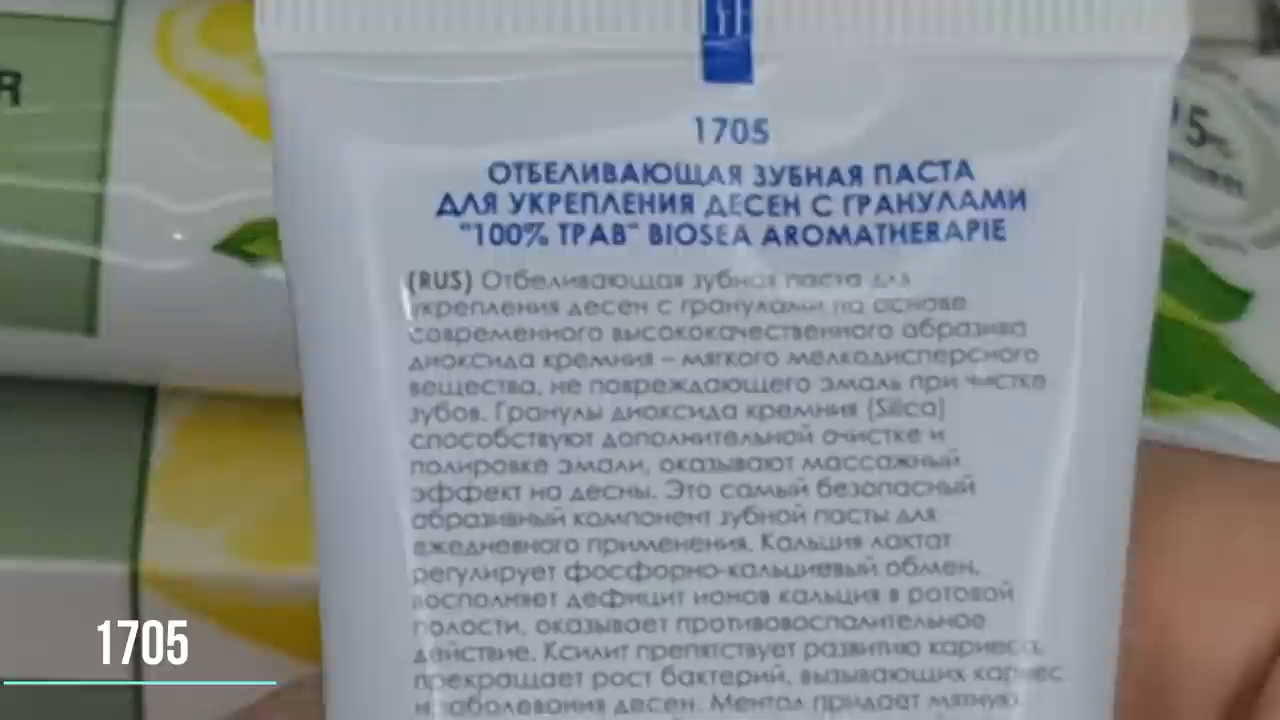 1705
ОТБЕЛИВАЮЩАЯ ЗУБНАЯ ПАСТА
ДЛЯ УКРЕПЛЕНИЯ ДЕСЕН С ГРАНУЛАМИ
"100% ТРАВ" BIOSEA AROMATHERAPIE
(RUS) Отбеливающая зубная паста для
укрепления десен с гранулами на основе
современного высококачественного абразива
диоксида кремния – мягкого мелкодисперсного
вещества, не повреждающего эмаль при чистке
зубов. Гранулы диоксида кремния (Silica)
способствуют дополнительной очистке и
полировке эмали, оказывают массажный
эффект на десны. Это самый безопасный
абразивный компонент зубной пасты для
ежедневного применения. Кальция лактат
регулирует фосфорно-кальциевый обмен,
восполняет дефицит ионов кальция в ротовой
полости, оказывает противовоспалительное
действие. Ксилит препятствует развитию кариеса,
прекращает рост бактерий, вызывающих кариес
и заболевания десен. Ментол придает мятную
R
5
1705